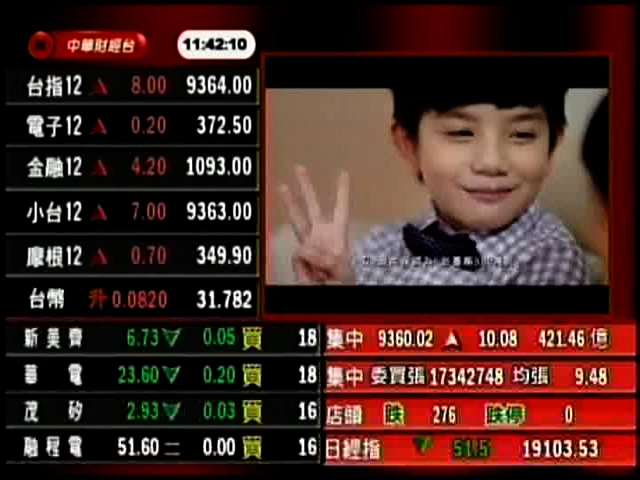 中華財經台 11:42:10
台指12 ▲ 8.00 9364.00
電子12 ▲ 0.20 372.50
金融12 ▲ 4.20 1093.00
小台12 ▲ 7.00 9363.00
摩根12 ▲ 0.70 349.90
台幣 升 0.0820 31.782
新美齊 6.73 ▽ 0.05 買 18
華電 23.60 ▽ 0.20 買 18
茂矽 2.93 ▽ 0.03 買 16
融程電 51.60 = 0.00 買 16
集中 9360.02 ▲ 10.08 421.46 億
集中 委買張 17342748 均張 9.48
店頭 跌 276 跌停 0
日經指 ▼ 51.5 19103.53